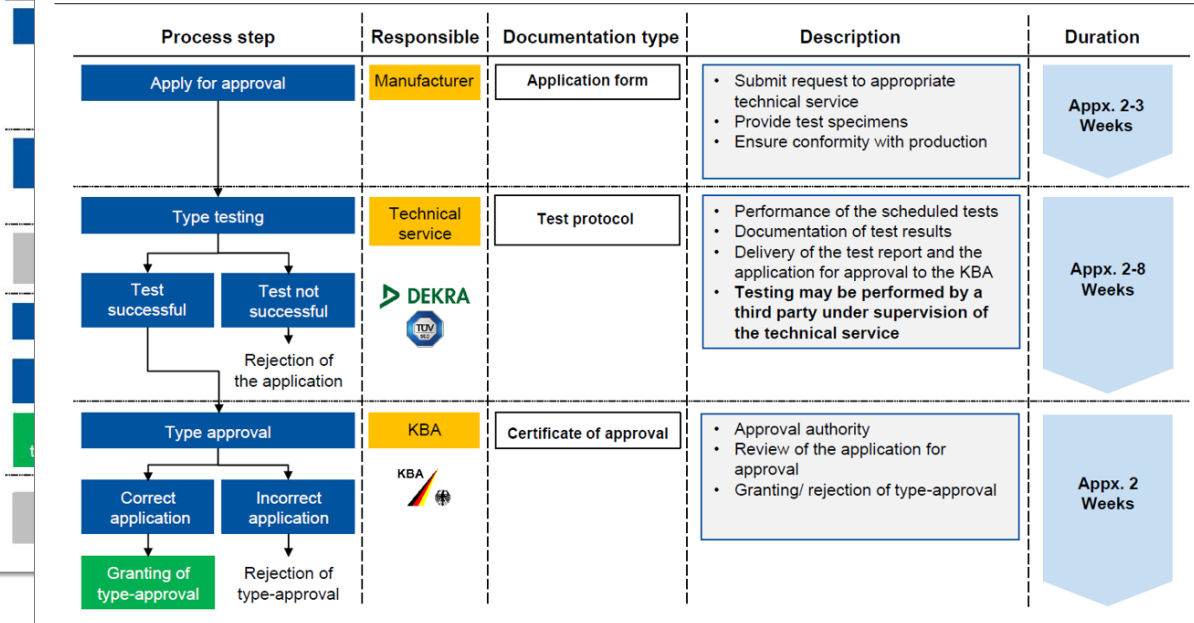 Process step
Responsible
Documentation type
Description
Duration
Apply for approval
Manufacturer
Application form
• Submit request to appropriate
technical service
• Provide test specimens
• Ensure conformity with production
Appx. 2-3
Weeks
Type testing
Technical
service
Test protocol
• Performance of the scheduled tests
• Documentation of test results
• Delivery of the test report and the
application for approval to the KBA
• Testing may be performed by a
third party under supervision of
the technical service
Appx. 2-8
Weeks
Test
successful
Test not
successful
DEKRA
TÜV
Rejection of
the application
Type approval
KBA
Certificate of approval
• Approval authority
• Review of the application for
approval
• Granting/ rejection of type-approval
Appx. 2
Weeks
KBA
Correct
application
Incorrect
application
Granting of
type-approval
Rejection of
type-approval